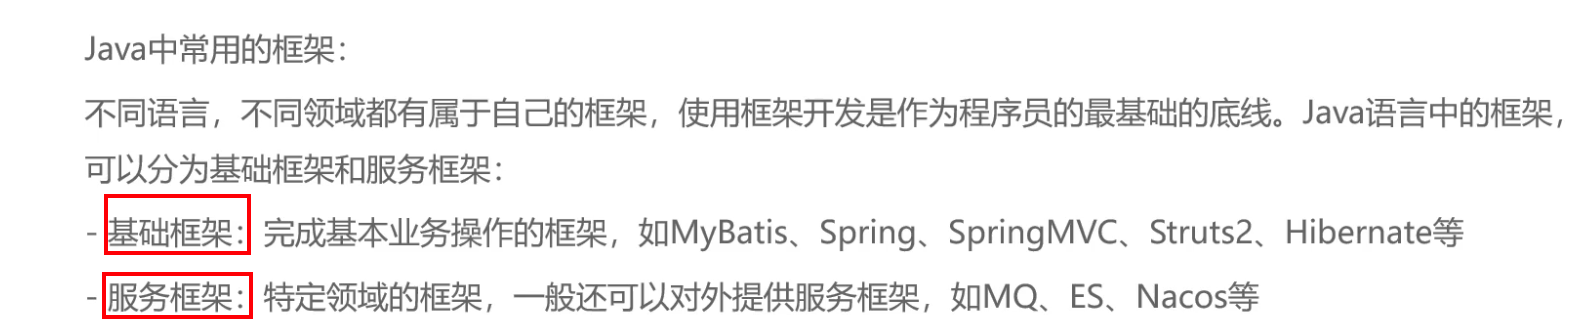 Java中常用的框架：
不同语言，不同领域都有属于自己的框架，使用框架开发是作为程序员的最基础的底线。Java语言中的框架，
可以分为基础框架和服务框架：
- 基础框架：完成基本业务操作的框架，如MyBatis、Spring、SpringMVC、Struts2、Hibernate等
- 服务框架：特定领域的框架，一般还可以对外提供服务框架，如MQ、ES、Nacos等